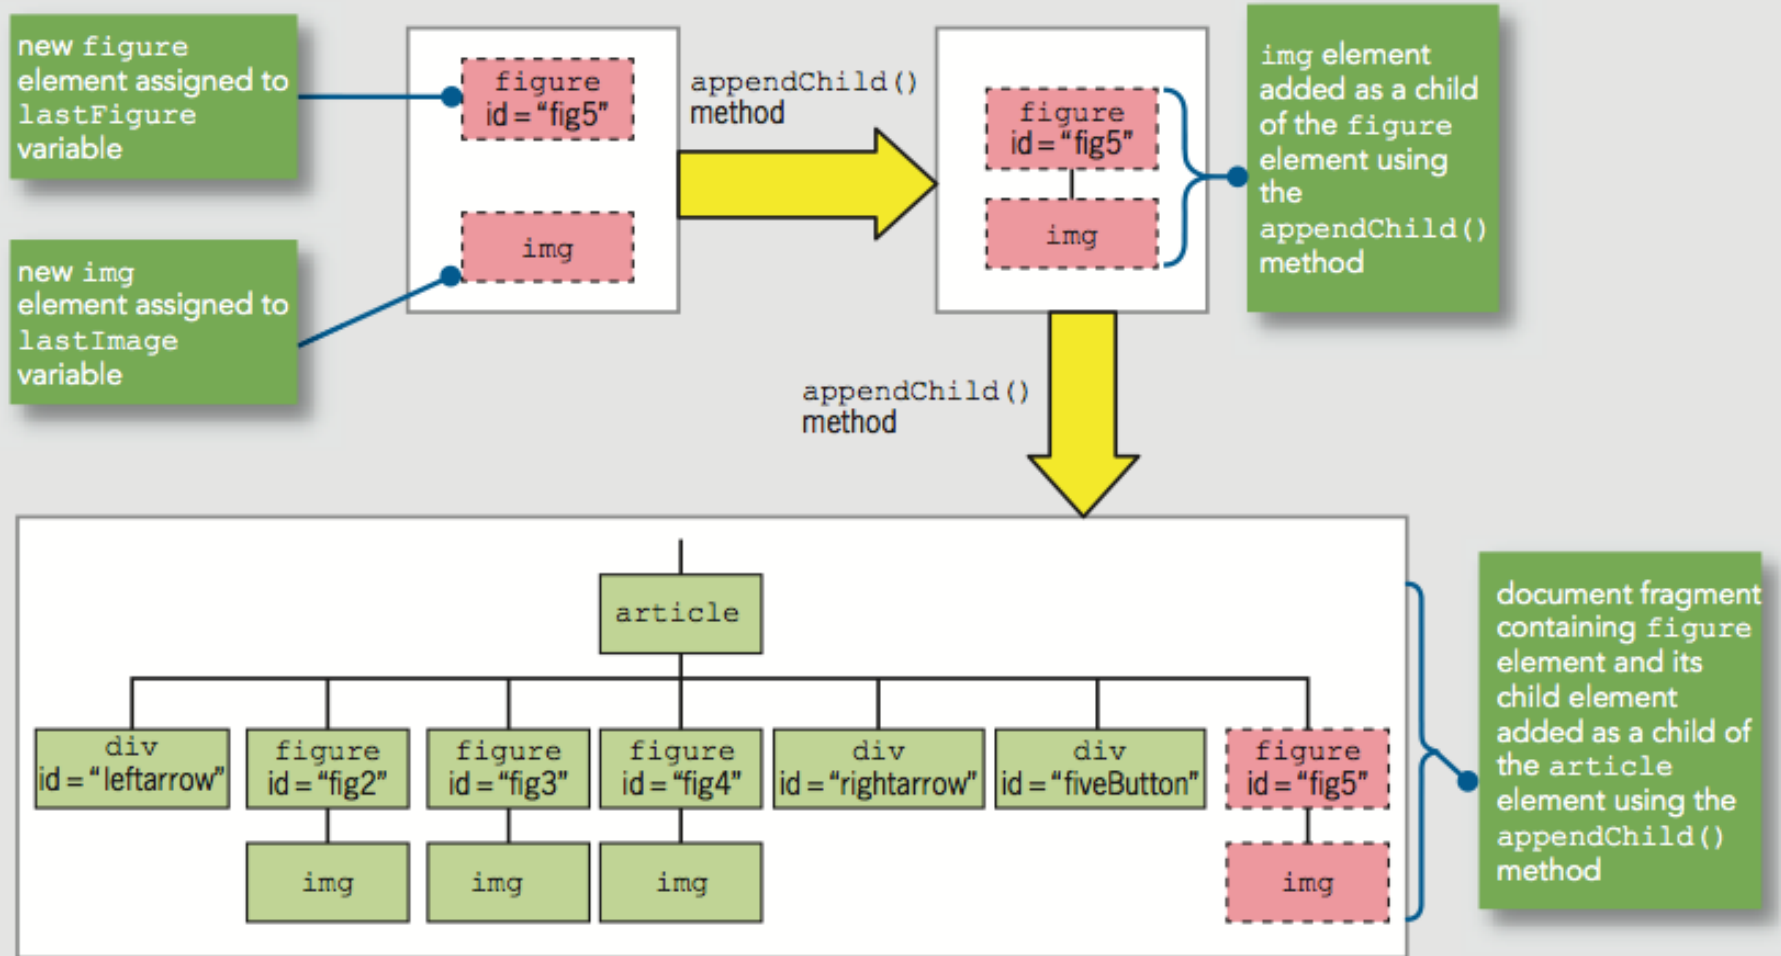 new figure
element assigned to
lastFigure
variable
figure
id = “fig5”
img
new img
element assigned to
lastImage
variable
appendChild()
method
figure
id = “fig5”
img
img element
added as a child
of the figure
element using
the
appendChild()
method
appendChild()
method
article
div
id = “leftarrow”
figure
id = “fig2”
figure
id = “fig3”
figure
id = “fig4”
div
id = “rightarrow”
div
id = “fiveButton”
figure
id = “fig5”
img
img
img
img
document fragment
containing figure
element and its
child element
added as a child of
the article
element using the
appendChild()
method